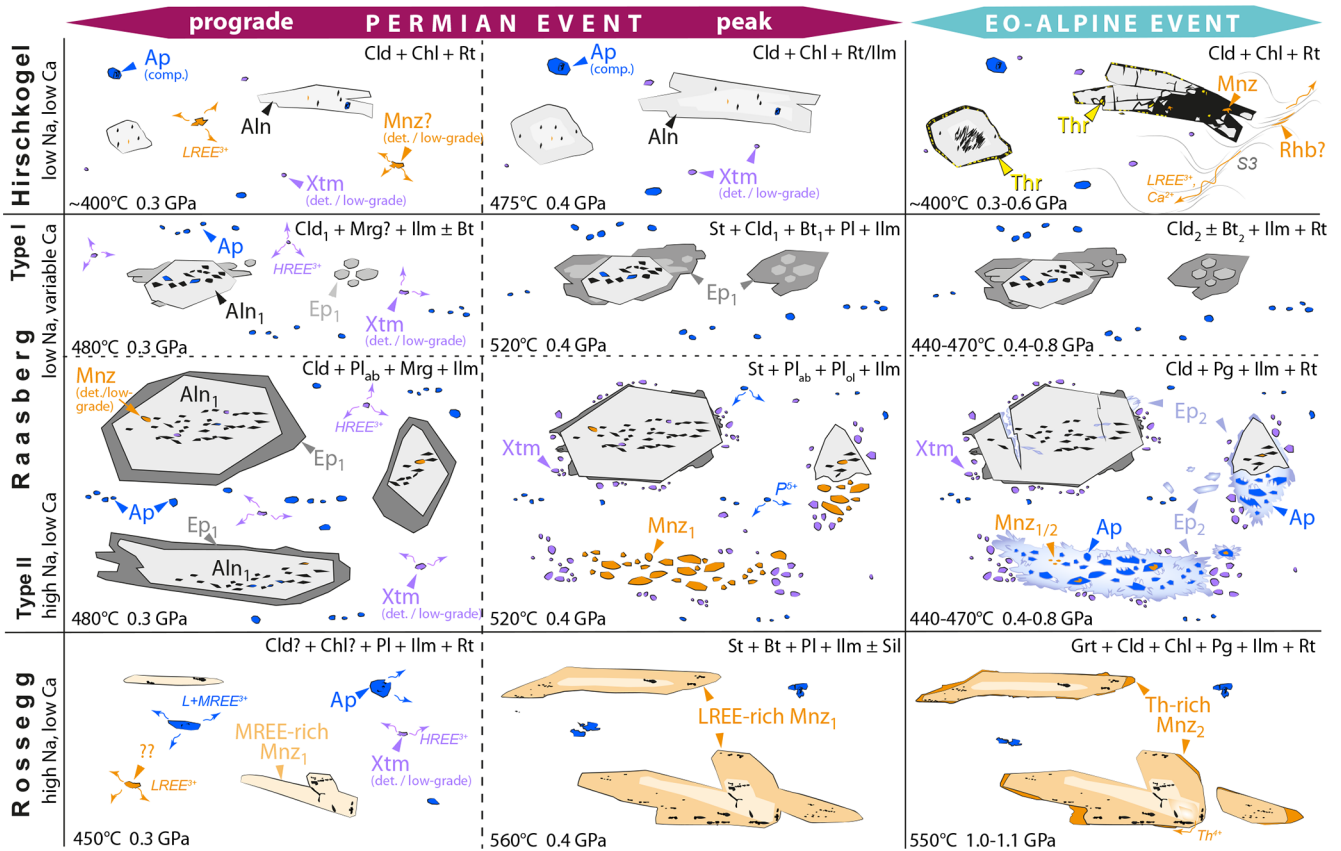 prograde PERMIAN EVENT peak
EO-ALPINE EVENT
Hirschkogel
low Na, low Ca
Cld + Chl + Rt
Ap
(comp.)
Aln
LREE³⁺
Mnz?
(det. / low-grade)
Xtm
(det. / low-grade)
~400°C 0.3 GPa
Cld + Chl + Rt/Ilm
Ap
(comp.)
Aln
Xtm
(det. / low-grade)
475°C 0.4 GPa
Cld + Chl + Rt
Mnz
Thr
Rhb?
S3
Thr
LREE³⁺,
Ca²⁺
~400°C 0.3-0.6 GPa
Raasberg
Type I
low Na, variable Ca
Cld₁ + Mrg? + Ilm ± Bt
Ap
HREE³⁺
Aln₁
Ep₁
Xtm
(det. / low-grade)
480°C 0.3 GPa
St + Cld₁ + Bt₁ + Pl + Ilm
Ep₁
520°C 0.4 GPa
Cld₂ ± Bt₂ + Ilm + Rt
440-470°C 0.4-0.8 GPa
Type II
high Na, low Ca
Cld + Plab + Mrg + Ilm
Mnz
(det./low-
grade)
Aln₁
HREE³⁺
Ep₁
Ap
Ep₁
Aln₁
Xtm
(det. / low-grade)
480°C 0.3 GPa
St + Plab + Plol + Ilm
Xtm
P⁵⁺
Mnz₁
520°C 0.4 GPa
Cld + Pg + Ilm + Rt
Ep₂
Xtm
Ap
Mnz₁/₂
Ap
Ep₂
440-470°C 0.4-0.8 GPa
Rossegg
high Na, low Ca
Cld? + Chl? + Pl + Ilm + Rt
L+MREE³⁺
Ap
??
LREE³⁺
MREE-rich
Mnz₁
HREE³⁺
Xtm
(det. / low-grade)
450°C 0.3 GPa
St + Bt + Pl + Ilm ± Sil
LREE-rich Mnz₁
560°C 0.4 GPa
Grt + Cld + Chl + Pg + Ilm + Rt
Th-rich
Mnz₂
Th⁴⁺
550°C 1.0-1.1 GPa